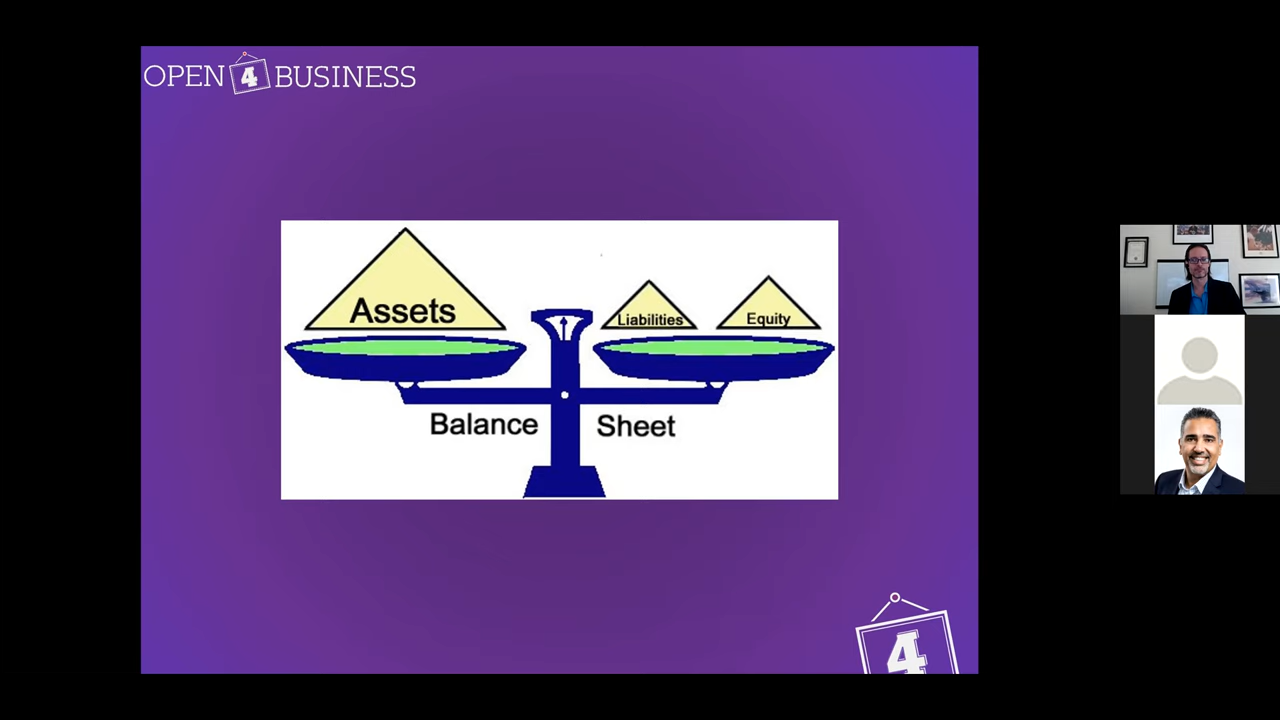 OPEN 4 BUSINESS
Assets
Liabilities
Equity
Balance Sheet
4